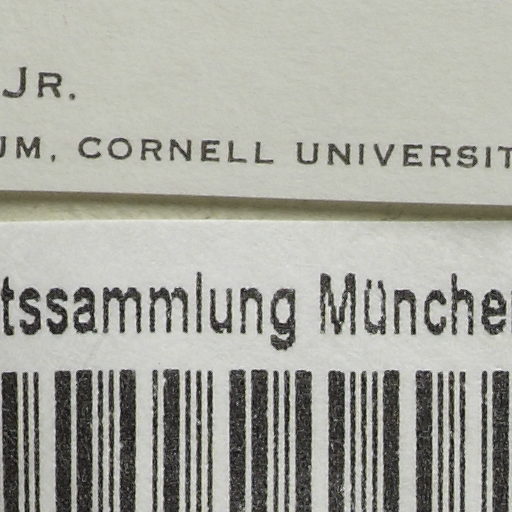 Jr.
UM, CORNELL UNIVERSIT
tssammlung Münche